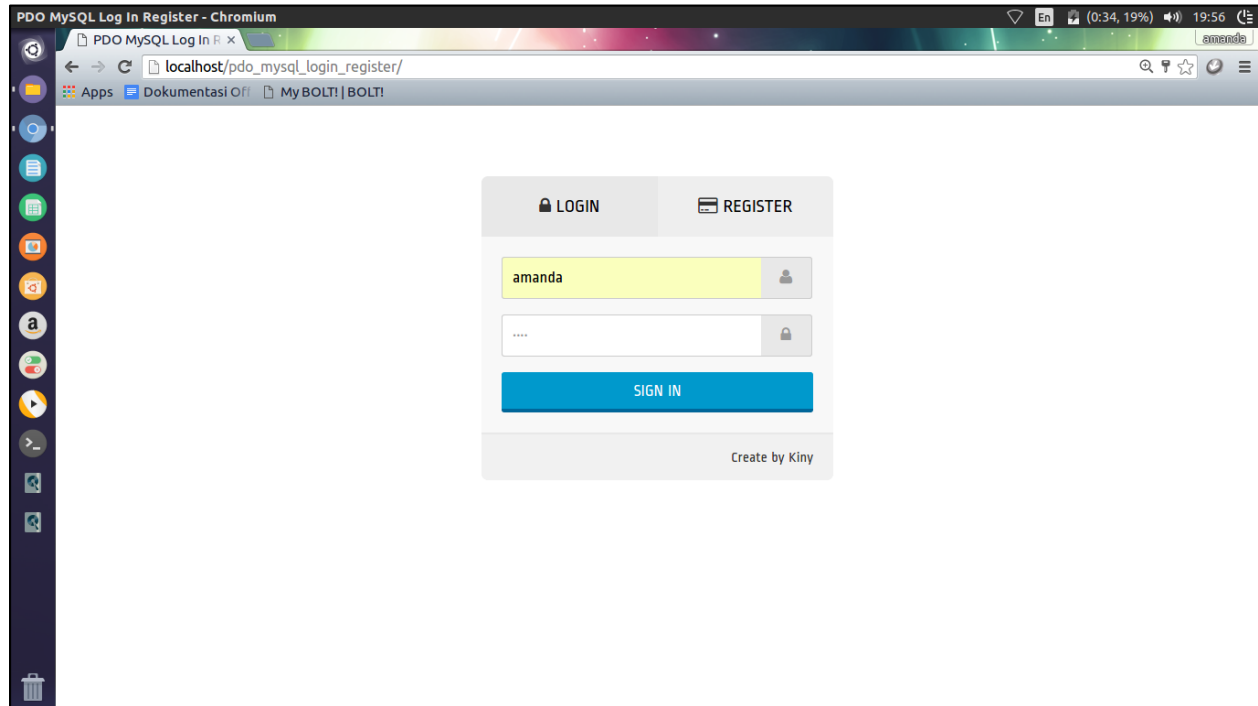 PDO MySQL Log In Register - Chromium
En (0:34, 19%) 19:56
PDO MySQL Log In R ×
amanda
localhost/pdo_mysql_login_register/
Apps Dokumentasi Off My BOLT! | BOLT!
LOGIN REGISTER
amanda
....
SIGN IN
Create by Kiny